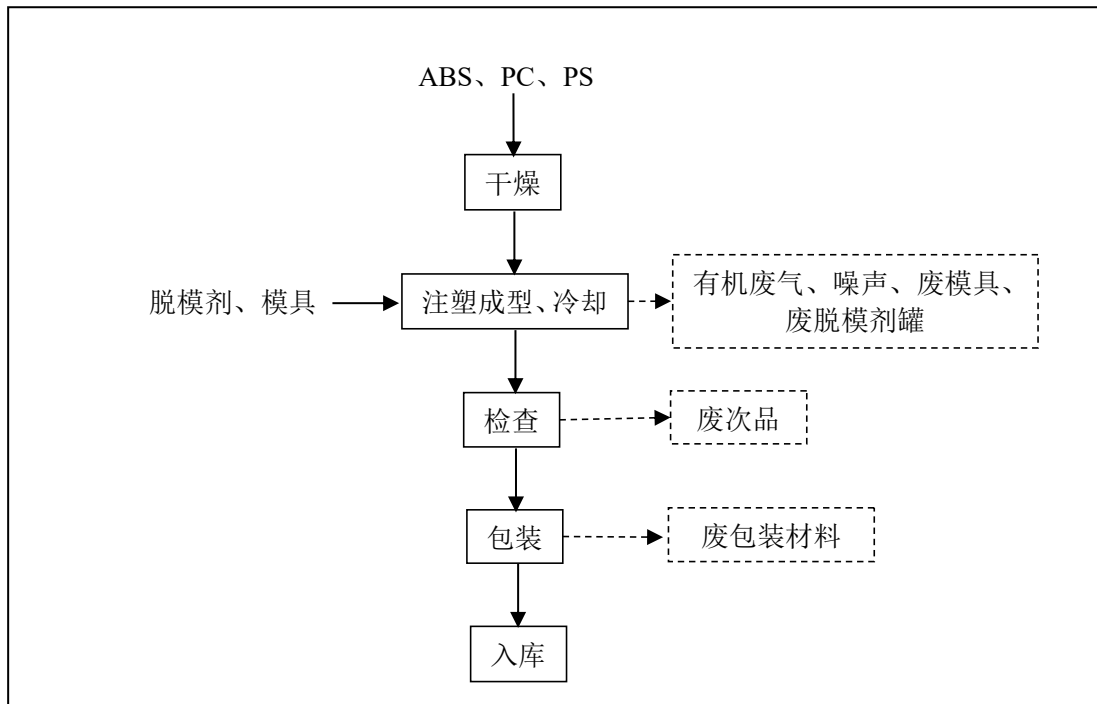 ABS、PC、PS
干燥
脱模剂、模具
注塑成型、冷却
有机废气、噪声、废模具、
废脱模剂罐
检查
废次品
包装
废包装材料
入库